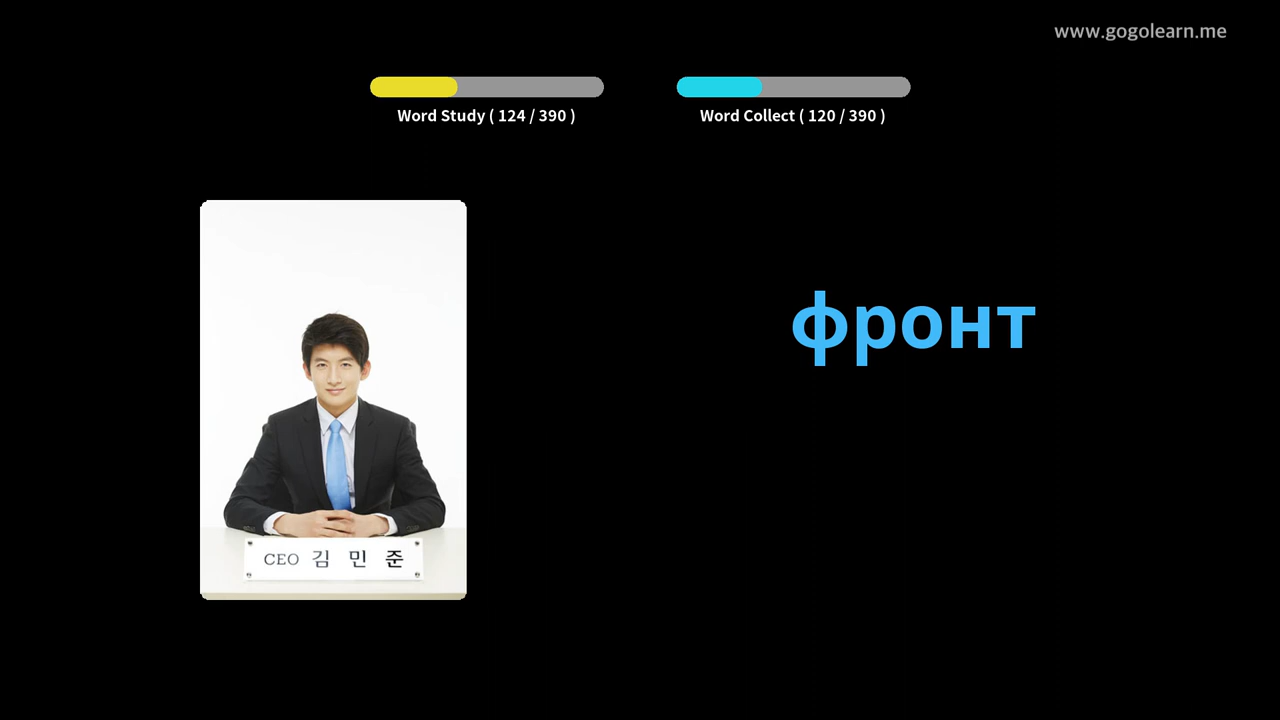 www.gogolearn.me
Word Study ( 124 / 390 )
Word Collect ( 120 / 390 )
фронт
CEO 김 민 준